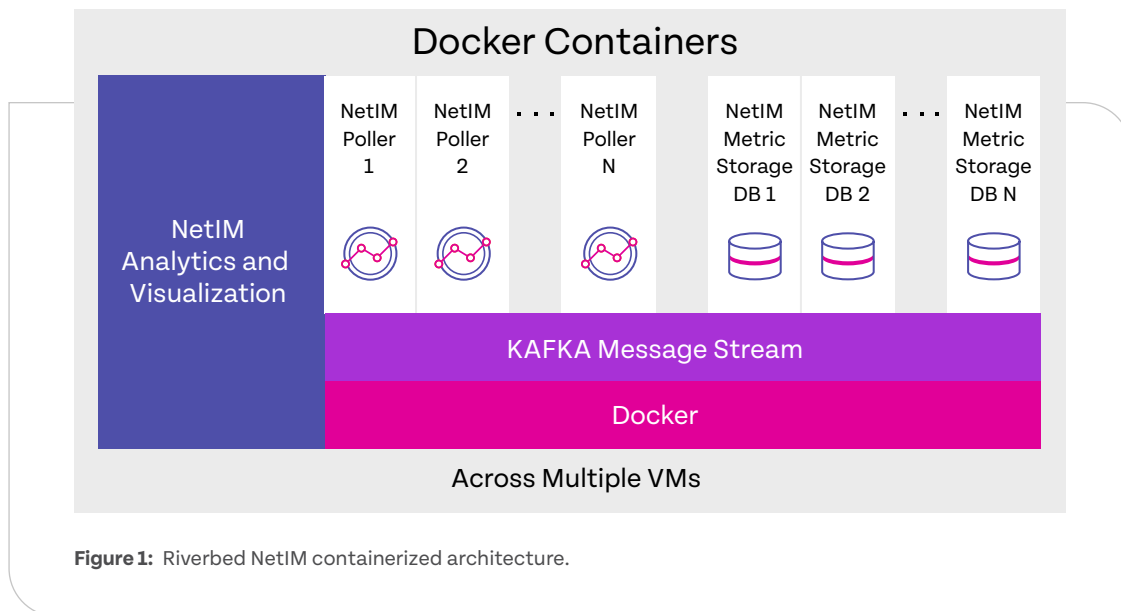 Docker Containers
NetIM
Analytics and
Visualization
NetIM
Poller
1
NetIM
Poller
2
. . .
NetIM
Poller
N
NetIM
Metric
Storage
DB 1
NetIM
Metric
Storage
DB 2
. . .
NetIM
Metric
Storage
DB N
KAFKA Message Stream
Docker
Across Multiple VMs
Figure 1: Riverbed NetIM containerized architecture.